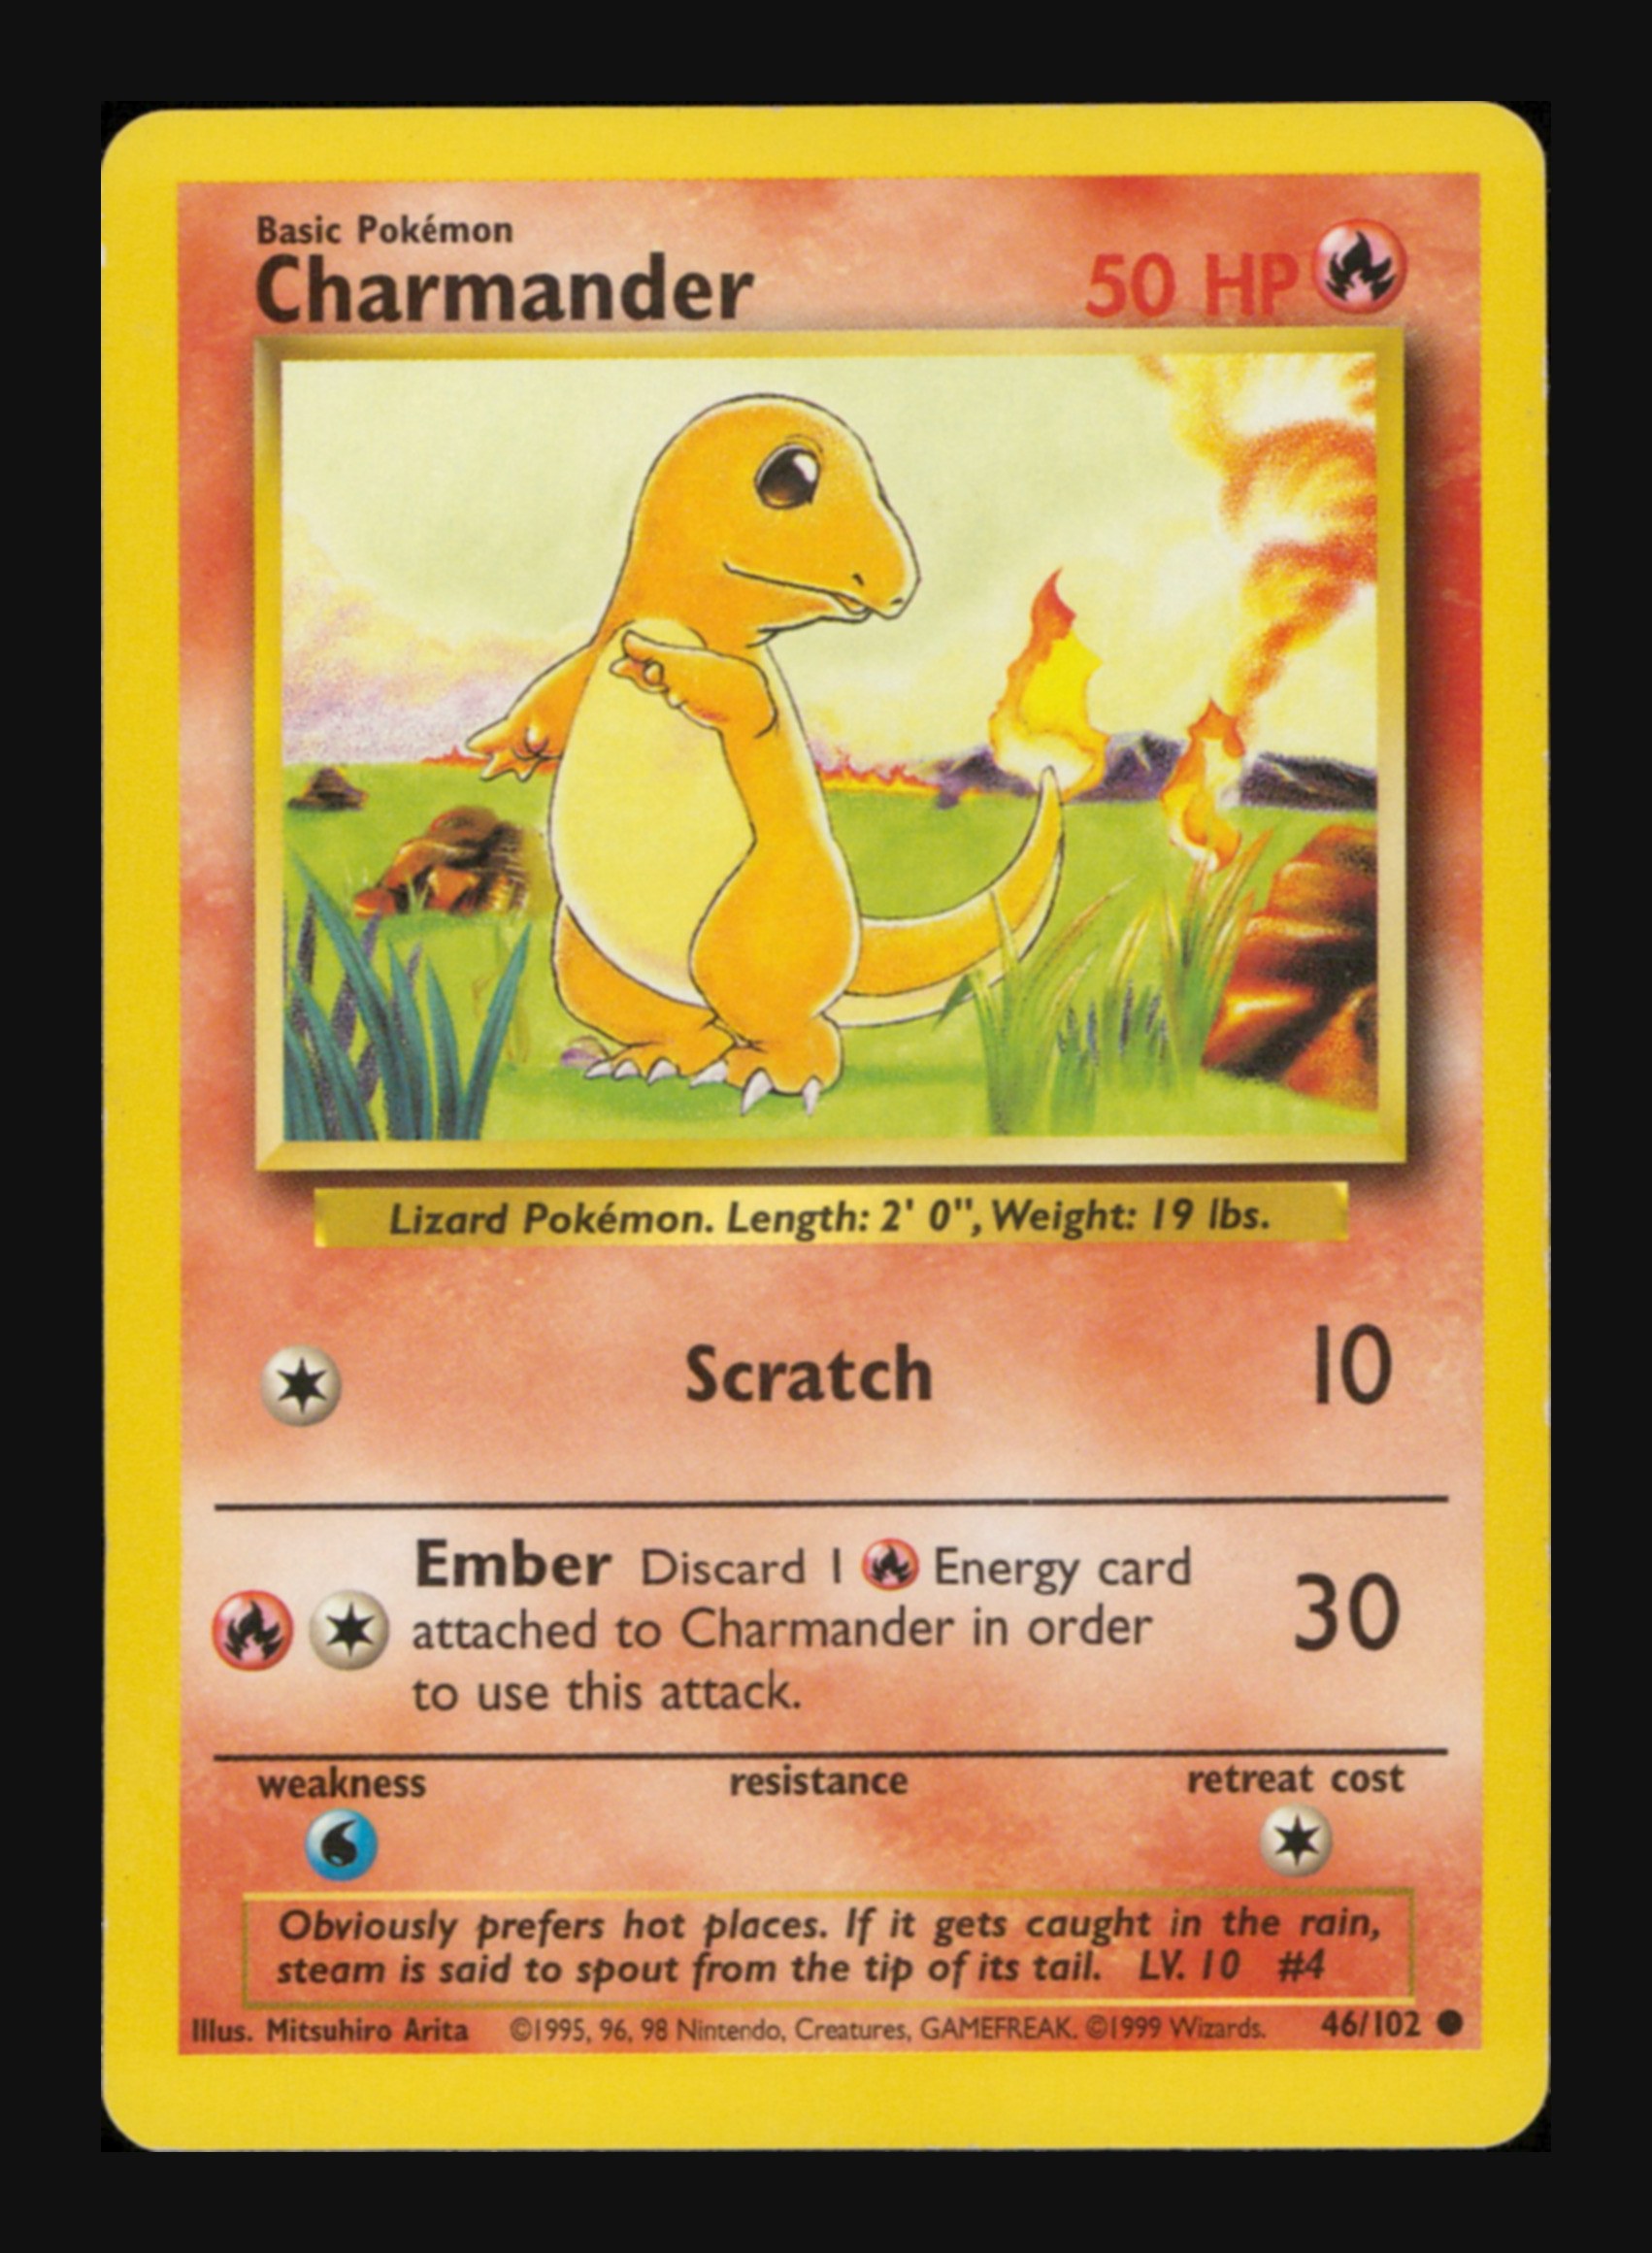 Basic Pokémon
Charmander 50 HP
Lizard Pokémon. Length: 2' 0", Weight: 19 lbs.
Scratch 10
Ember Discard 1 Energy card
attached to Charmander in order
to use this attack.
30
weakness resistance retreat cost
Obviously prefers hot places. If it gets caught in the rain,
steam is said to spout from the tip of its tail. LV. 10 #4
Illus. Mitsuhiro Arita ©1995, 96, 98 Nintendo, Creatures, GAMEFREAK. ©1999 Wizards. 46/102